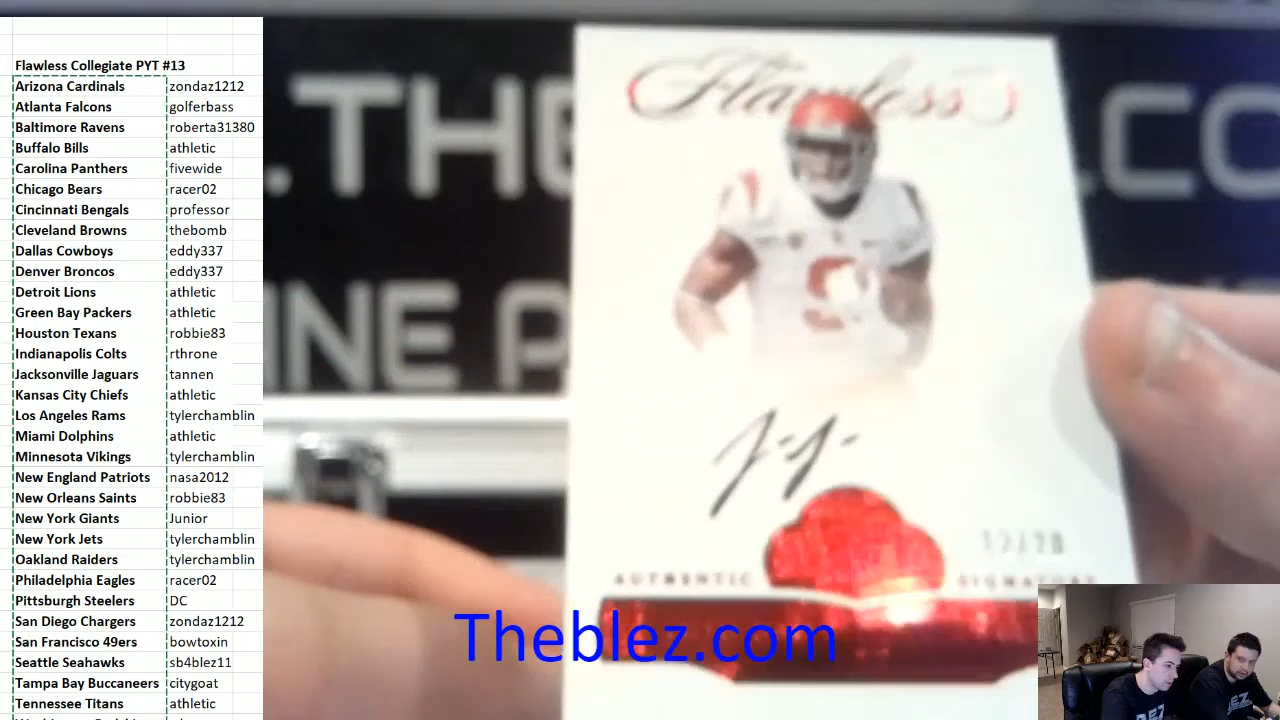 Flawless Collegiate PYT #13
Arizona Cardinals zondaz1212
Atlanta Falcons golferbass
Baltimore Ravens roberta31380
Buffalo Bills athletic
Carolina Panthers fivewide
Chicago Bears racer02
Cincinnati Bengals professor
Cleveland Browns thebomb
Dallas Cowboys eddy337
Denver Broncos eddy337
Detroit Lions athletic
Green Bay Packers athletic
Houston Texans robbie83
Indianapolis Colts rthrone
Jacksonville Jaguars tannen
Kansas City Chiefs athletic
Los Angeles Rams tylerchamblin
Miami Dolphins athletic
Minnesota Vikings tylerchamblin
New England Patriots nasa2012
New Orleans Saints robbie83
New York Giants Junior
New York Jets tylerchamblin
Oakland Raiders tylerchamblin
Philadelphia Eagles racer02
Pittsburgh Steelers DC
San Diego Chargers zondaz1212
San Francisco 49ers bowtoxin
Seattle Seahawks sb4blez11
Tampa Bay Buccaneers citygoat
Tennessee Titans athletic
.THE
.CO
INE P
Flawless
9
AUTHENTIC SIGNATURE
Theblez.com